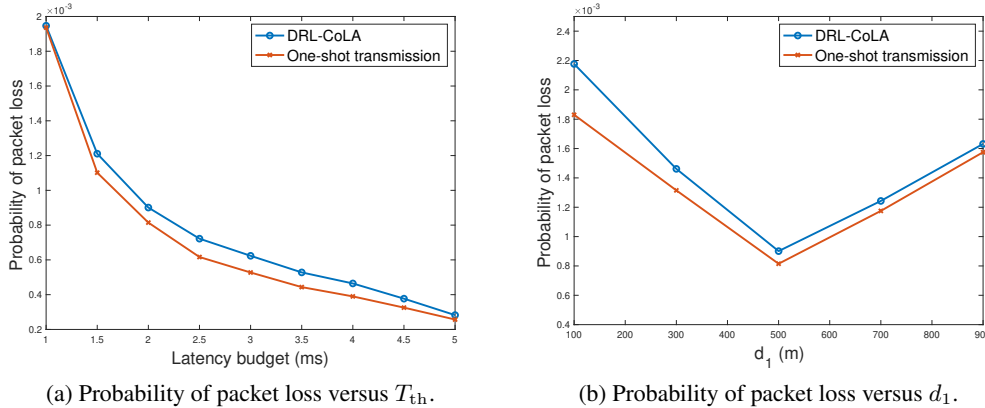 ×10⁻³
2
1.8
1.6
1.4
1.2
1
0.8
0.6
0.4
0.2
1 1.5 2 2.5 3 3.5 4 4.5 5
Probability of packet loss
Latency budget (ms)
DRL-CoLA
One-shot transmission
(a) Probability of packet loss versus T_th.
×10⁻³
2.4
2.2
2
1.8
1.6
1.4
1.2
1
0.8
0.6
0.4
100 200 300 400 500 600 700 800 90
Probability of packet loss
d_1 (m)
DRL-CoLA
One-shot transmission
(b) Probability of packet loss versus d_1.